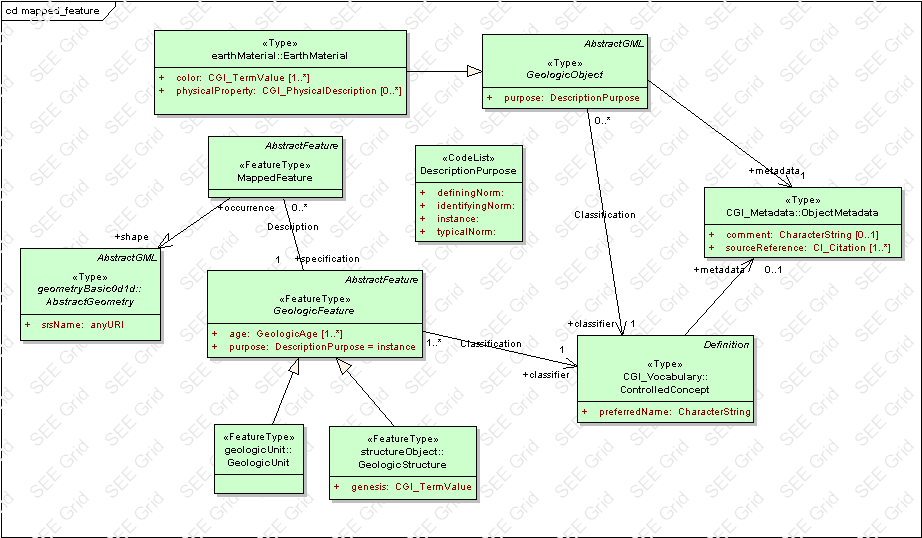 cd mapped_feature
«Type»
earthMaterial::EarthMaterial
+ color: CGI_TermValue [1..*]
+ physicalProperty: CGI_PhysicalDescription [0..*]
AbstractGML
«Type»
GeologicObject
+ purpose: DescriptionPurpose
0..*
+metadata
1
AbstractFeature
«FeatureType»
MappedFeature
+occurrence
0..*
Description
+shape
1
+specification
«CodeList»
DescriptionPurpose
+ definingNorm:
+ identifyingNorm:
+ instance:
+ typicalNorm:
Classification
«Type»
CGI_Metadata::ObjectMetadata
+ comment: CharacterString [0..1]
+ sourceReference: CI_Citation [1..*]
+metadata
0..1
AbstractGML
«Type»
geometryBasic0d1d::
AbstractGeometry
+ srsName: anyURI
AbstractFeature
«FeatureType»
GeologicFeature
+ age: GeologicAge [1..*]
+ purpose: DescriptionPurpose = instance
1..*
Classification
1
+classifier
+classifier
1
Definition
«Type»
CGI_Vocabulary::
ControlledConcept
+ preferredName: CharacterString
«FeatureType»
geologicUnit::
GeologicUnit
«FeatureType»
structureObject::
GeologicStructure
+ genesis: CGI_TermValue
SEE Grid